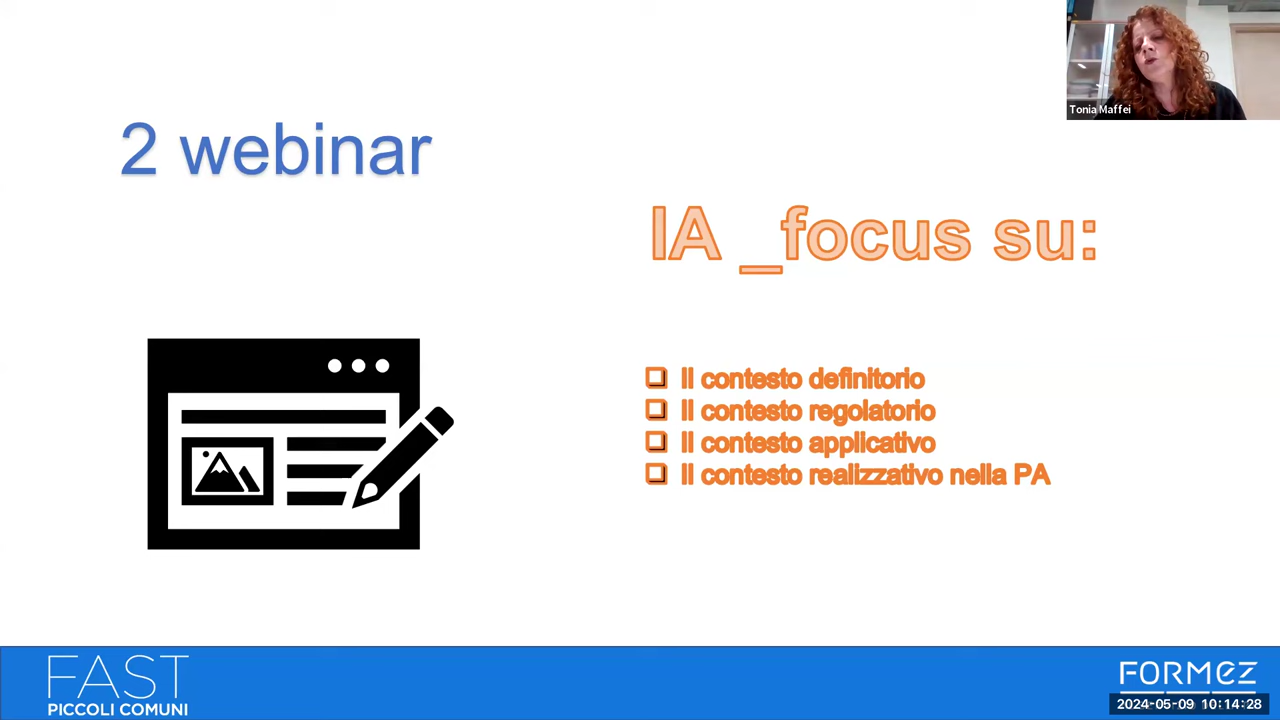 Tonia Maffei
2 webinar
IA _focus su:
Il contesto definitorio
Il contesto regolatorio
Il contesto applicativo
Il contesto realizzativo nella PA
FAST
PICCOLI COMUNI
FORMEZ
2024-05-09 10:14:28